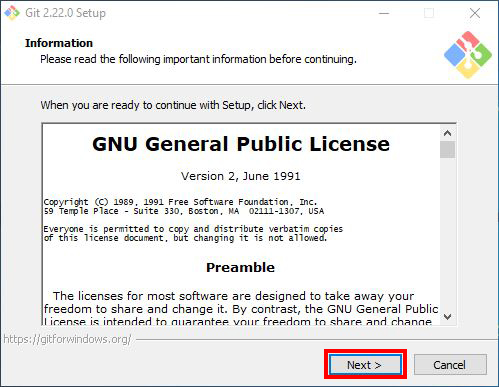 Git 2.22.0 Setup
Information
Please read the following important information before continuing.
When you are ready to continue with Setup, click Next.
GNU General Public License
Version 2, June 1991
Copyright (C) 1989, 1991 Free Software Foundation, Inc.
59 Temple Place - Suite 330, Boston, MA  02111-1307, USA
Everyone is permitted to copy and distribute verbatim copies
of this license document, but changing it is not allowed.
Preamble
The licenses for most software are designed to take away your
freedom to share and change it. By contrast, the GNU General Public
License is intended to guarantee your freedom to share and change
https://gitforwindows.org/
Next >
Cancel